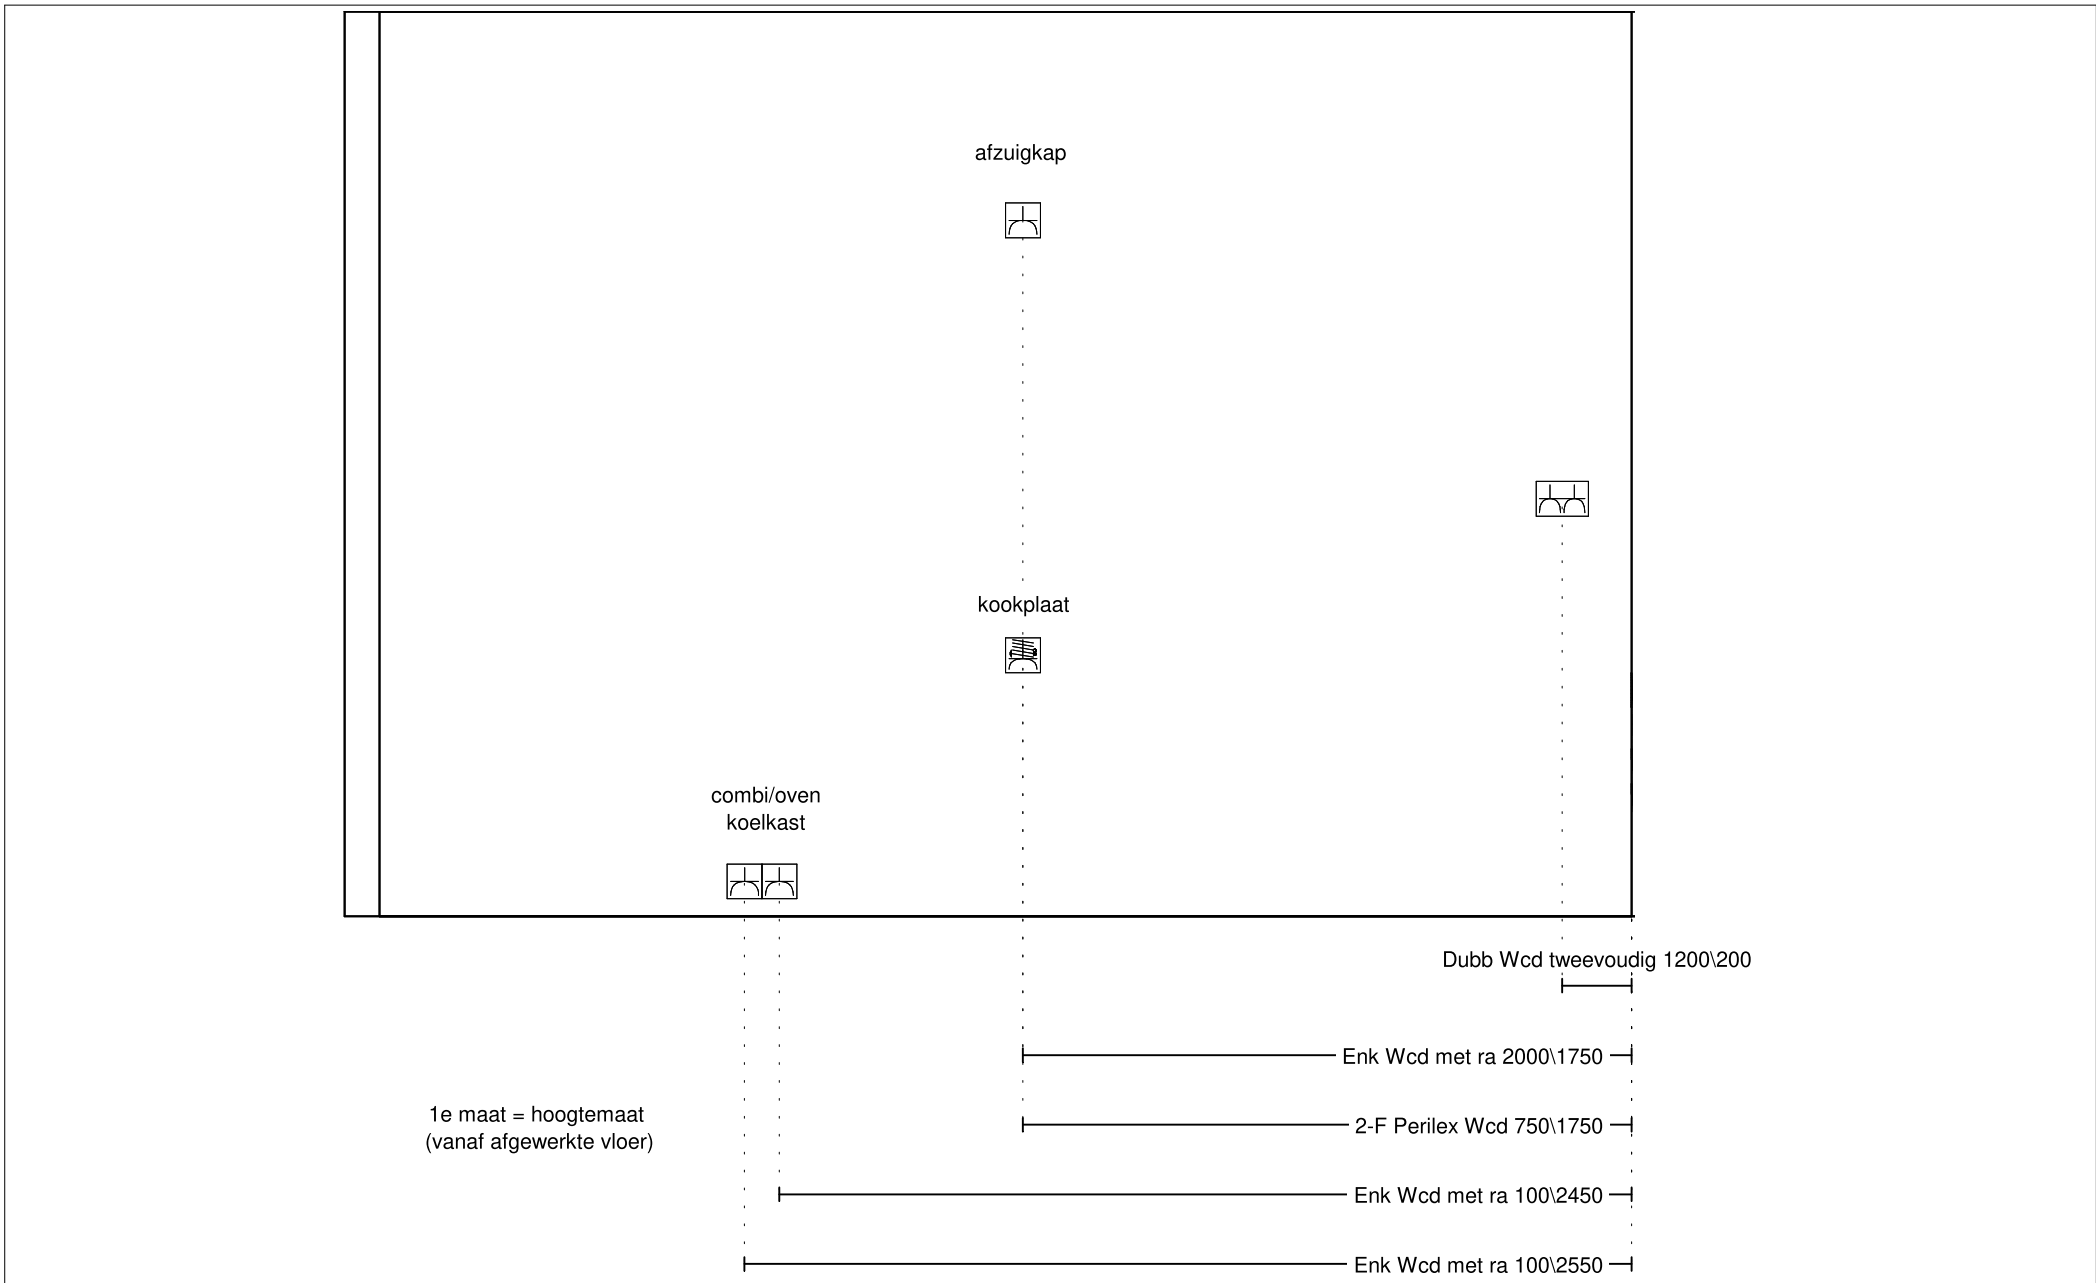 afzuigkap
kookplaat
combi/oven
koelkast
Dubb Wcd tweevoudig 1200\200
Enk Wcd met ra 2000\1750
1e maat = hoogtemaat
(vanaf afgewerkte vloer)
2-F Perilex Wcd 750\1750
Enk Wcd met ra 100\2450
Enk Wcd met ra 100\2550